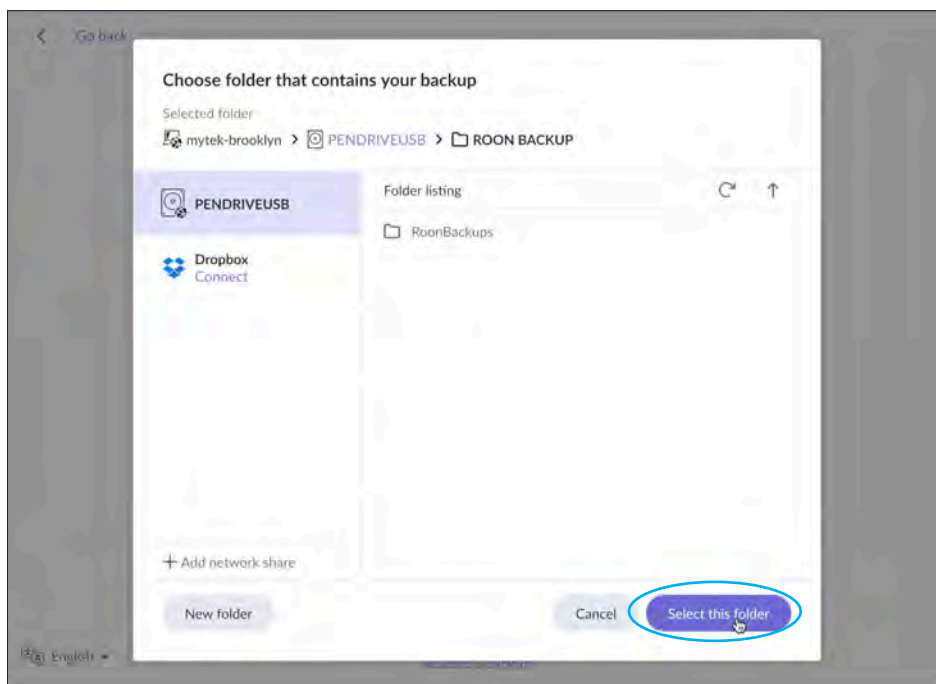 Go back
Choose folder that contains your backup
Selected folder
mytek-brooklyn > PENDRIVEUSB > ROON BACKUP
PENDRIVEUSB
Folder listing
RoonBackups
Dropbox
Connect
+ Add network share
New folder
Cancel
Select this folder
English